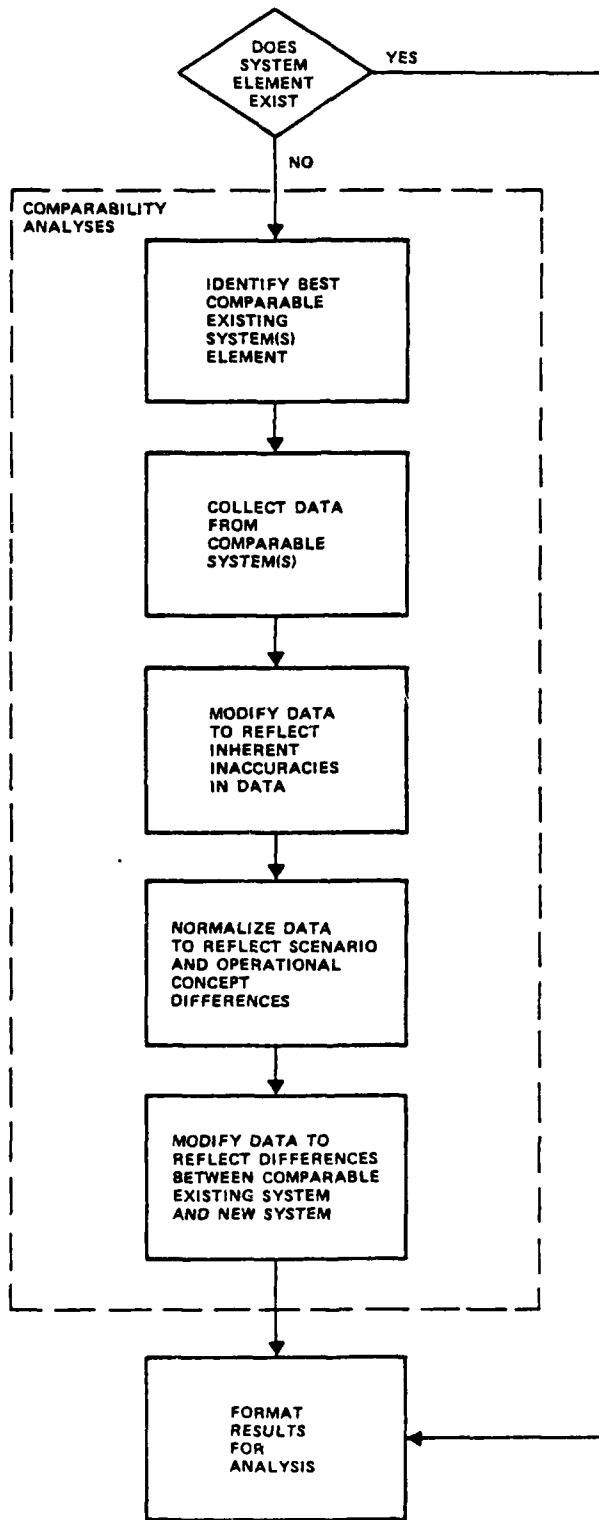 DOES
SYSTEM
ELEMENT
EXIST
YES
NO
COMPARABILITY
ANALYSES
IDENTIFY BEST
COMPARABLE
EXISTING
SYSTEM(S)
ELEMENT
COLLECT DATA
FROM
COMPARABLE
SYSTEM(S)
MODIFY DATA
TO REFLECT
INHERENT
INACCURACIES
IN DATA
NORMALIZE DATA
TO REFLECT SCENARIO
AND OPERATIONAL
CONCEPT
DIFFERENCES
MODIFY DATA TO
REFLECT DIFFERENCES
BETWEEN COMPARABLE
EXISTING SYSTEM
AND NEW SYSTEM
FORMAT
RESULTS
FOR
ANALYSIS